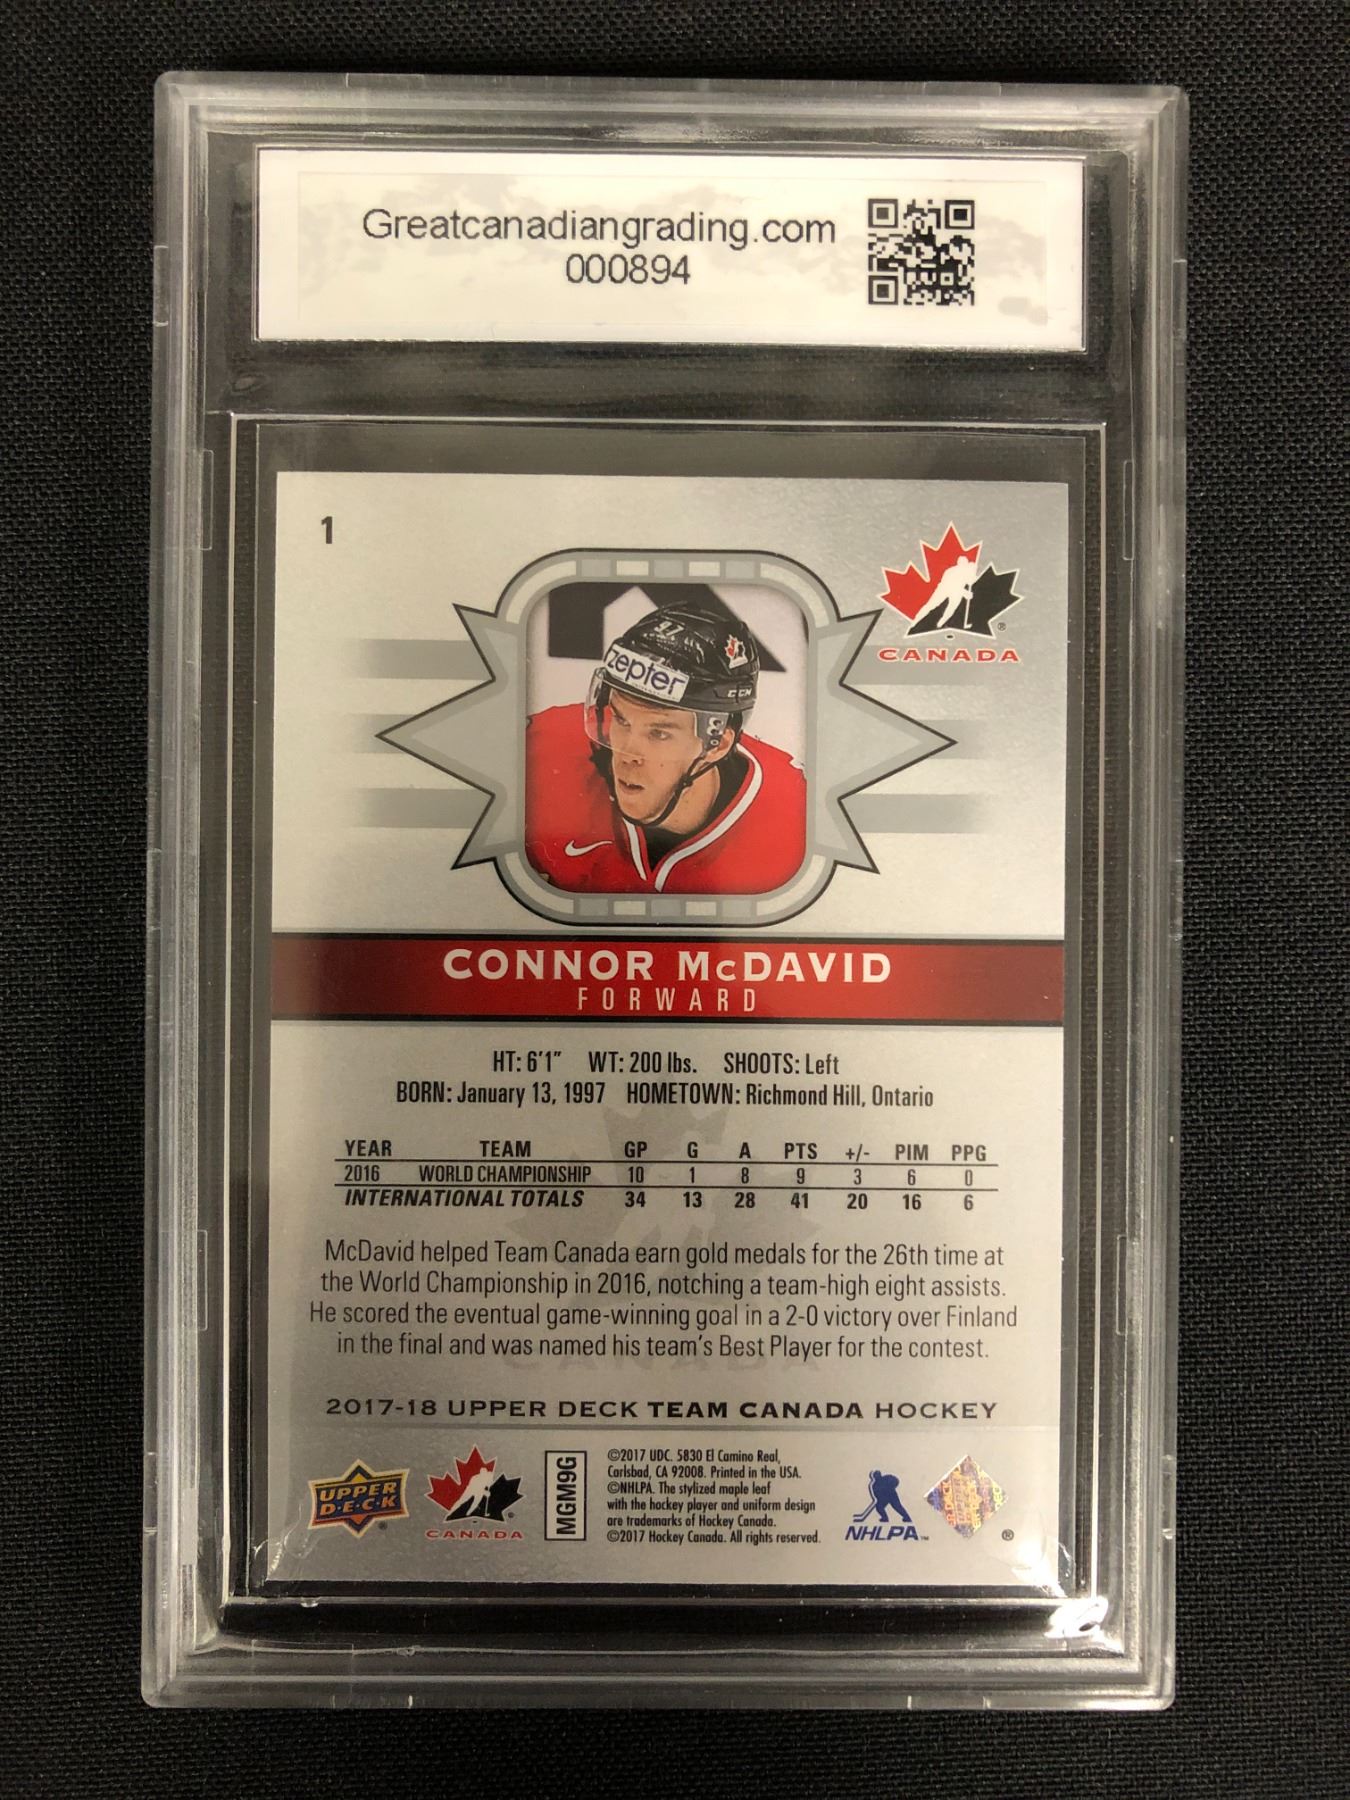 Greatcanadiangrading.com
000894
1
CANADA
97
zepter
CCM
CONNOR McDAVID
FORWARD
HT: 6'1" WT: 200 lbs. SHOOTS: Left
BORN: January 13, 1997 HOMETOWN: Richmond Hill, Ontario
YEAR TEAM GP G A PTS +/- PIM PPG
2016 WORLD CHAMPIONSHIP 10 1 8 9 3 6 0
INTERNATIONAL TOTALS 34 13 28 41 20 16 6
McDavid helped Team Canada earn gold medals for the 26th time at
the World Championship in 2016, notching a team-high eight assists.
He scored the eventual game-winning goal in a 2-0 victory over Finland
in the final and was named his team's Best Player for the contest.
CANADA
2017-18 UPPER DECK TEAM CANADA HOCKEY
UPPER
D·E·C·K
CANADA
MGM9G
©2017 UDC. 5830 El Camino Real,
Carlsbad, CA 92008. Printed in the USA.
©NHLPA. The stylized maple leaf
with the hockey player and uniform design
are trademarks of Hockey Canada.
©2017 Hockey Canada. All rights reserved.
NHLPA™
®